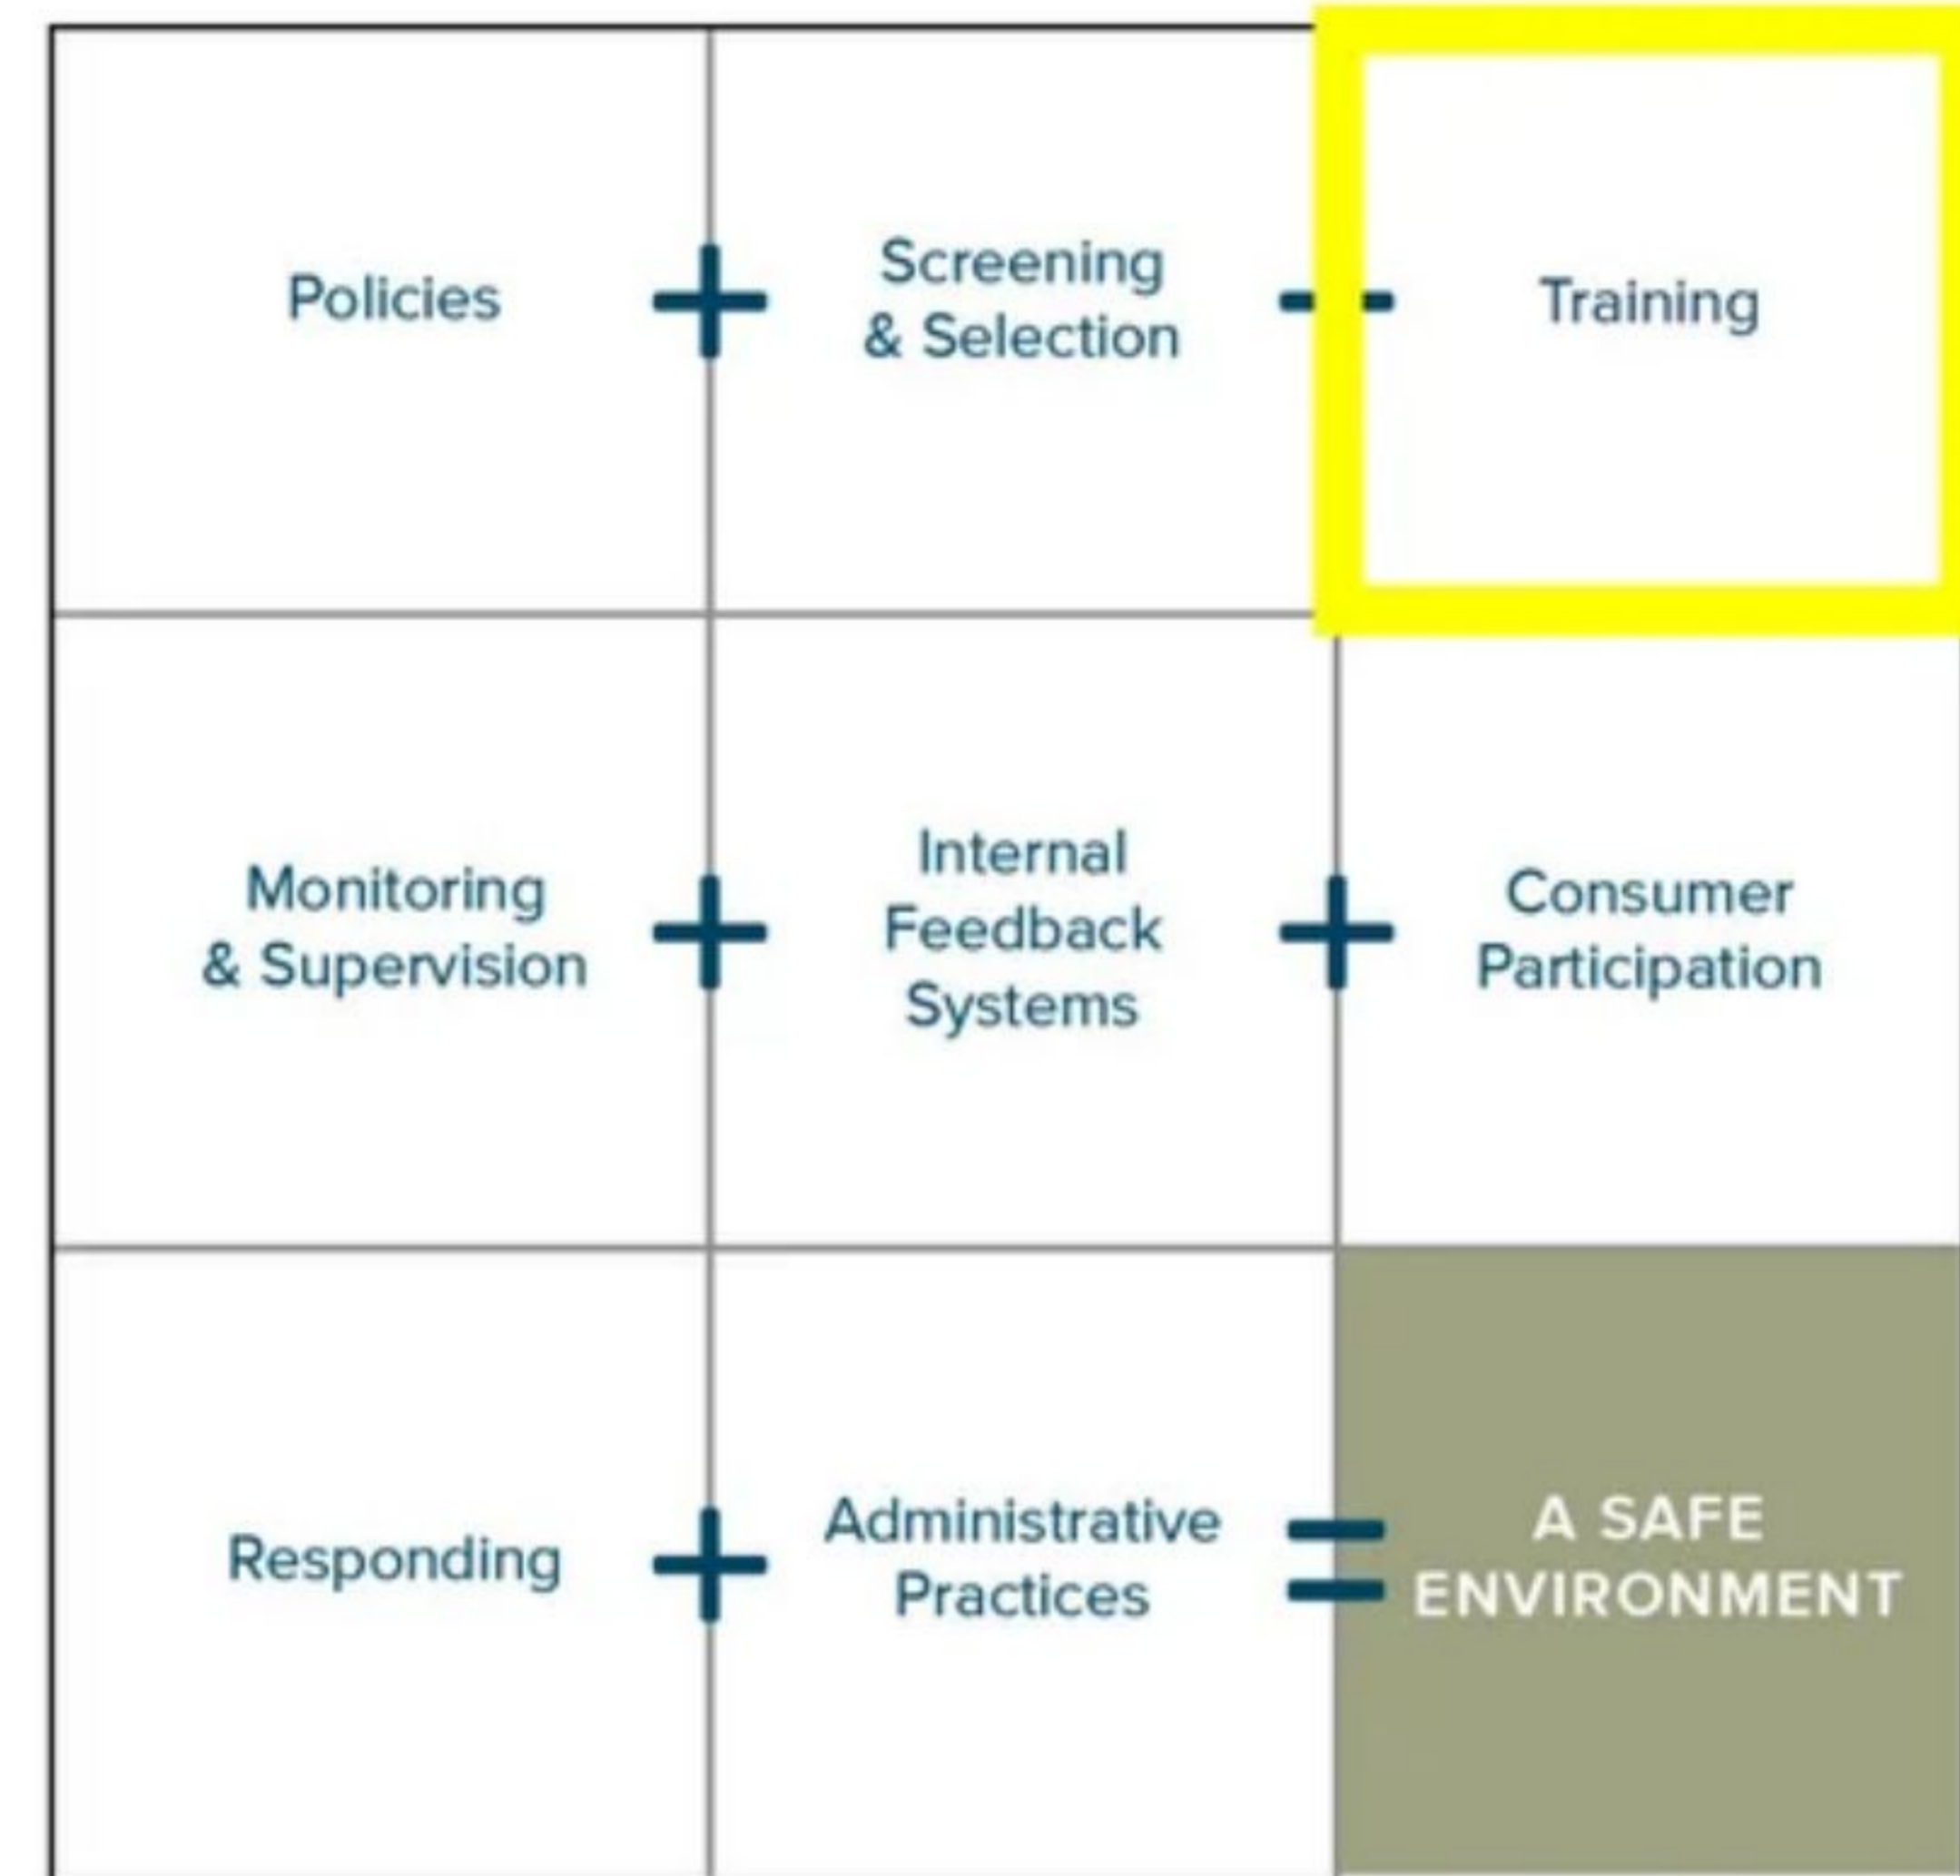 Policies
Screening
& Selection
Training
Monitoring
& Supervision
Internal
Feedback
Systems
Consumer
Participation
Responding
Administrative
Practices
A SAFE
ENVIRONMENT